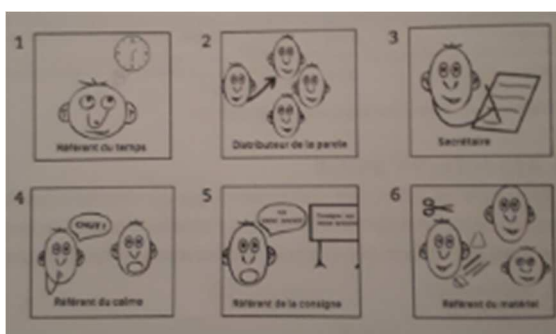 1
2
3
Référent du temps
Distributeur de la parole
Secrétaire
4
5
6
CHUT !
Référent du calme
Référent de la consigne
Référent du matériel